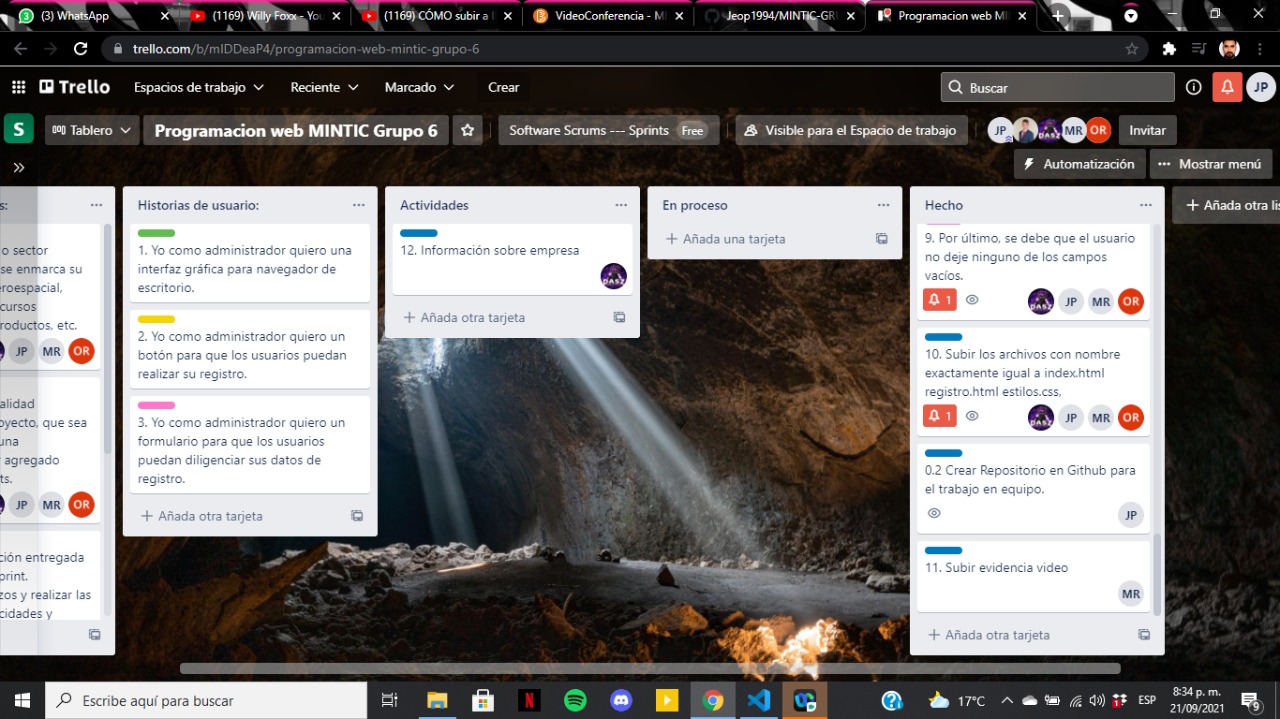 (3) WhatsApp
(1169) Willy Foxx - You
(1169) CÓMO subir a
VideoConferencia - MI
Jeop1994/MINTIC-GRU
Programacion web MI
trello.com/b/mIDDeaP4/programacion-web-mintic-grupo-6
Trello
Espacios de trabajo
Reciente
Marcado
Crear
Buscar
JP
S
Tablero
Programacion web MINTIC Grupo 6
Software Scrums --- Sprints Free
Visible para el Espacio de trabajo
JP
DASZ
MR
OR
Invitar
Automatización
Mostrar menú
s:
o sector
se enmarca su
eroespacial,
cursos
roductos, etc.
JP MR OR
alidad
oyecto, que sea
una
r agregado
ts.
JP MR OR
ción entregada
print.
zos y realizar las
cidades y
Historias de usuario:
1. Yo como administrador quiero una
interfaz gráfica para navegador de
escritorio.
2. Yo como administrador quiero un
botón para que los usuarios puedan
realizar su registro.
3. Yo como administrador quiero un
formulario para que los usuarios
puedan diligenciar sus datos de
registro.
Añada otra tarjeta
Actividades
12. Información sobre empresa
DASZ
Añada otra tarjeta
En proceso
Añada una tarjeta
Hecho
9. Por último, se debe que el usuario
no deje ninguno de los campos
vacíos.
1
DASZ JP MR OR
10. Subir los archivos con nombre
exactamente igual a index.html
registro.html estilos.css,
1
DASZ JP MR OR
0.2 Crear Repositorio en Github para
el trabajo en equipo.
JP
11. Subir evidencia video
MR
Añada otra tarjeta
Añada otra lis
Escribe aquí para buscar
17°C
ESP
8:34 p. m.
21/09/2021
9